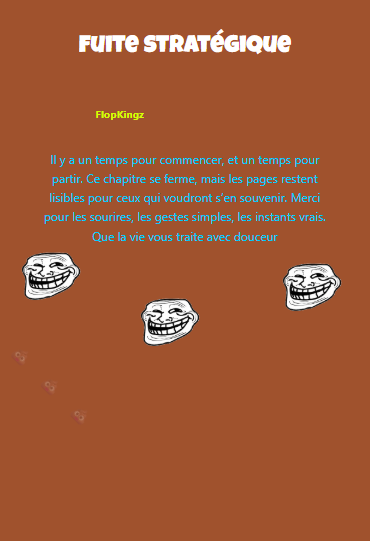 Fuite stratégique
FlopKingz
Il y a un temps pour commencer, et un temps pour
partir. Ce chapitre se ferme, mais les pages restent
lisibles pour ceux qui voudront s’en souvenir. Merci
pour les sourires, les gestes simples, les instants vrais.
Que la vie vous traite avec douceur